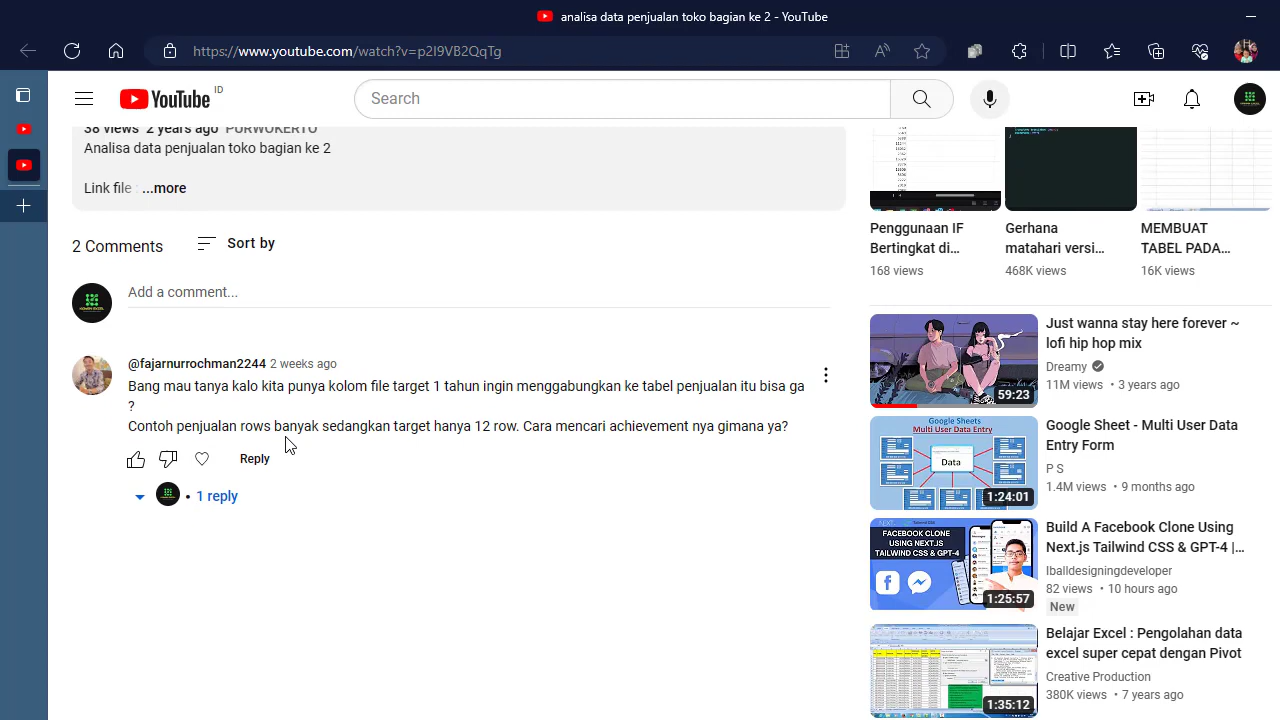 analisa data penjualan toko bagian ke 2 - YouTube
https://www.youtube.com/watch?v=p2I9VB2QqTg
YouTube ID
Search
38 views 2 years ago PURWOKERTO
Analisa data penjualan toko bagian ke 2
Link file : ...more
2 Comments
Sort by
Add a comment...
@fajarnurrochman2244 2 weeks ago
Bang mau tanya kalo kita punya kolom file target 1 tahun ingin menggabungkan ke tabel penjualan itu bisa ga
?
Contoh penjualan rows banyak sedangkan target hanya 12 row. Cara mencari achievement nya gimana ya?
Reply
• 1 reply
Penggunaan IF
Bertingkat di...
168 views
Gerhana
matahari versi...
468K views
MEMBUAT
TABEL PADA...
16K views
59:23
Just wanna stay here forever ~
lofi hip hop mix
Dreamy
11M views • 3 years ago
Google Sheets
Multi User Data Entry
Data
1:24:01
Google Sheet - Multi User Data
Entry Form
P S
1.4M views • 9 months ago
FACEBOOK CLONE
USING NEXT.JS
TAILWIND CSS & GPT-4
1:25:57
Build A Facebook Clone Using
Next.js Tailwind CSS & GPT-4 |...
Iballdesigningdeveloper
82 views • 10 hours ago
New
1:35:12
Belajar Excel : Pengolahan data
excel super cepat dengan Pivot
Creative Production
380K views • 7 years ago